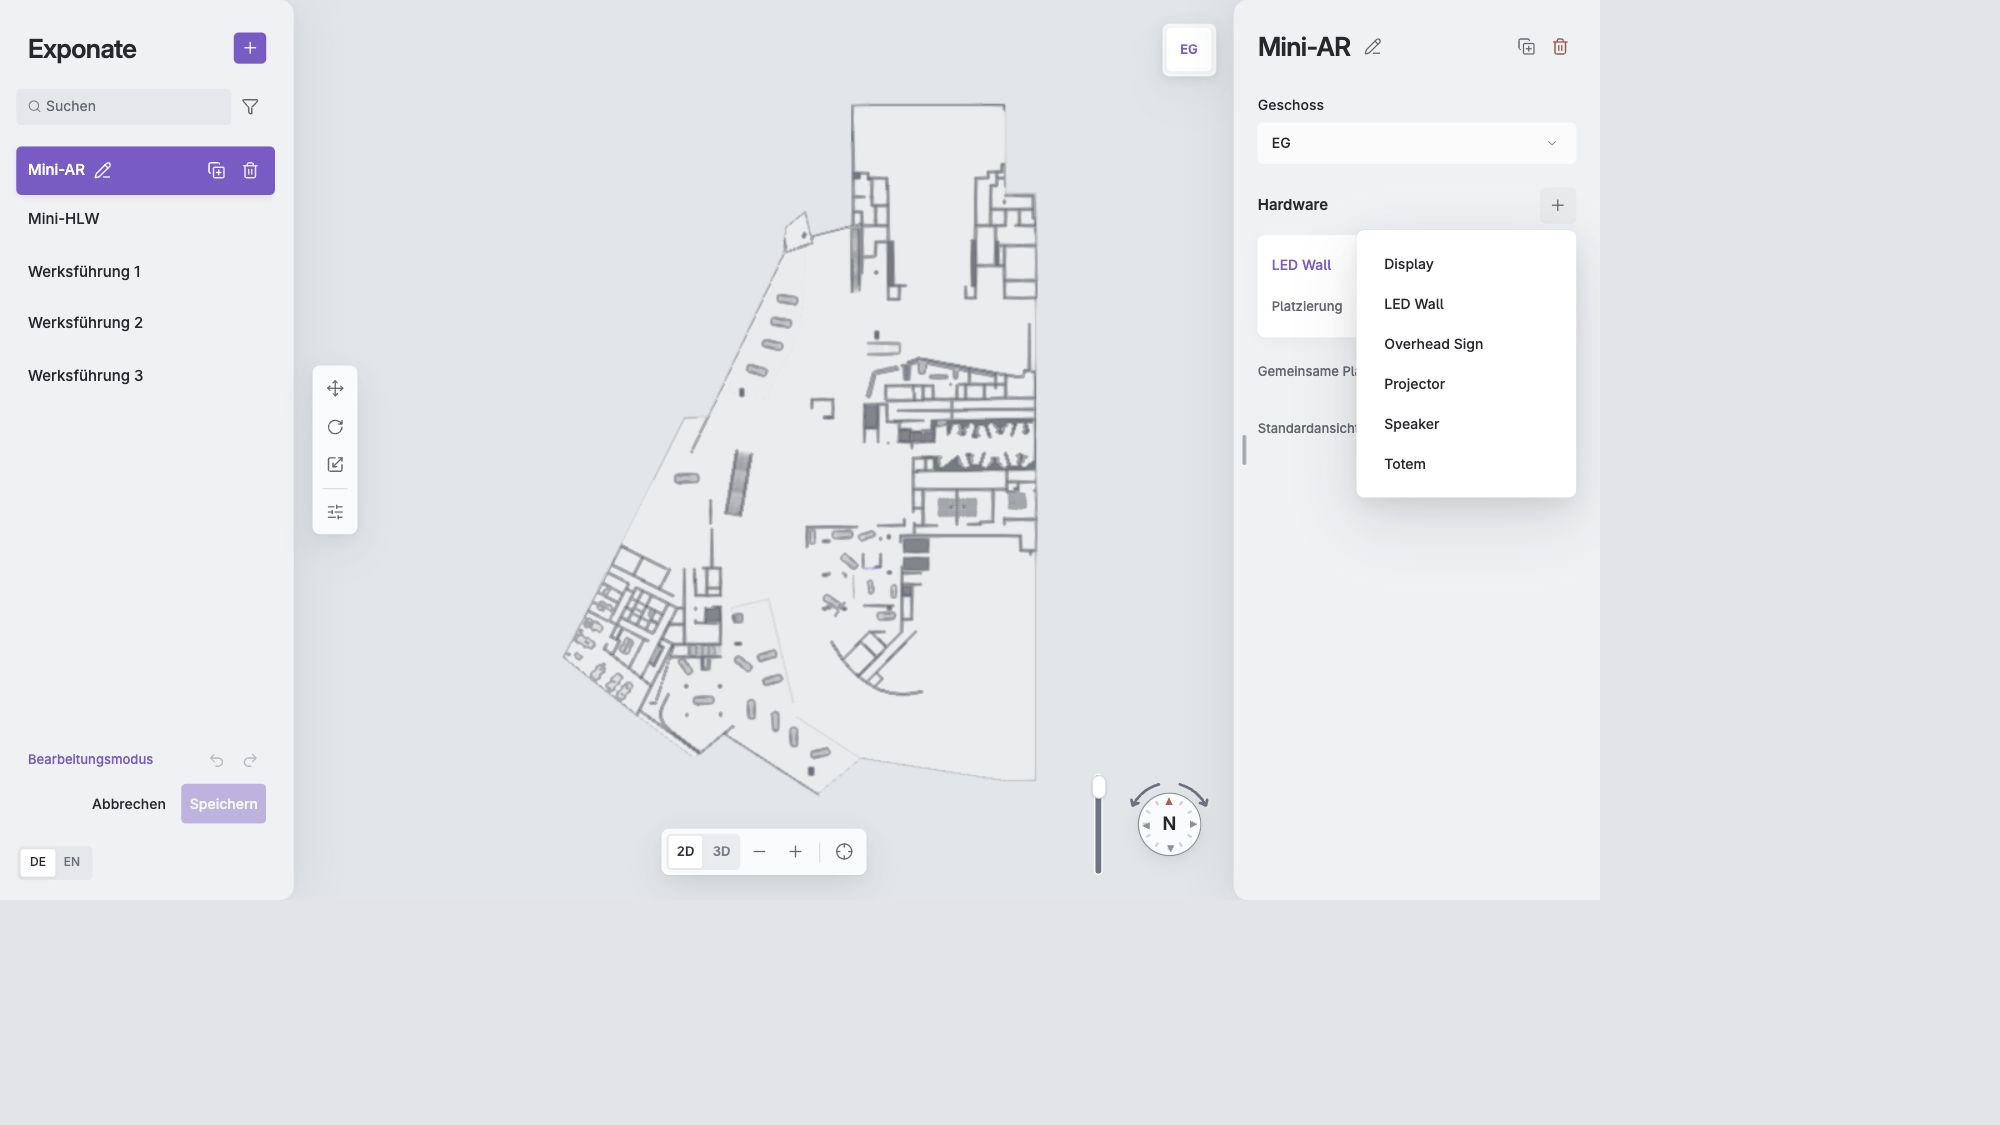 Exponate
Suchen
Mini-AR
Mini-HLW
Werksführung 1
Werksführung 2
Werksführung 3
Bearbeitungsmodus
Abbrechen
Speichern
DE
EN
EG
2D
3D
N
Mini-AR
Geschoss
EG
Hardware
LED Wall
Platzierung
Gemeinsame Pla
Standardansicht
Display
LED Wall
Overhead Sign
Projector
Speaker
Totem